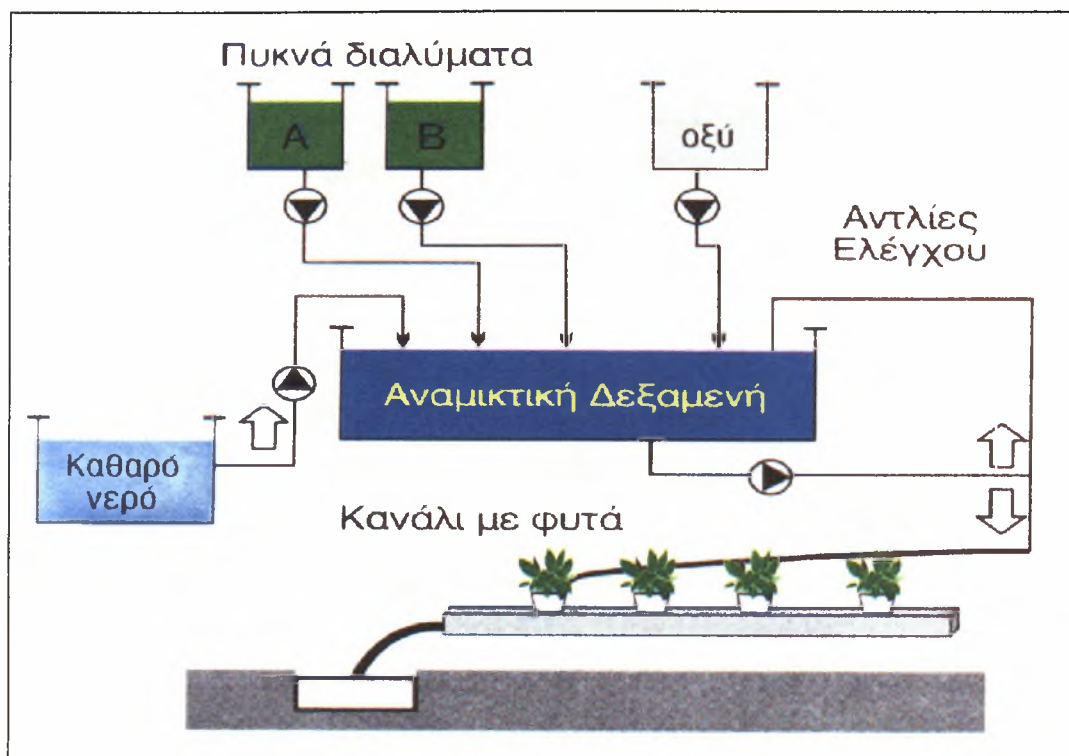 Πυκνά διαλύματα
Α
Β
οξύ
Αντλίες
Ελέγχου
Αναμικτική Δεξαμενή
Καθαρό
νερό
Κανάλι με φυτά